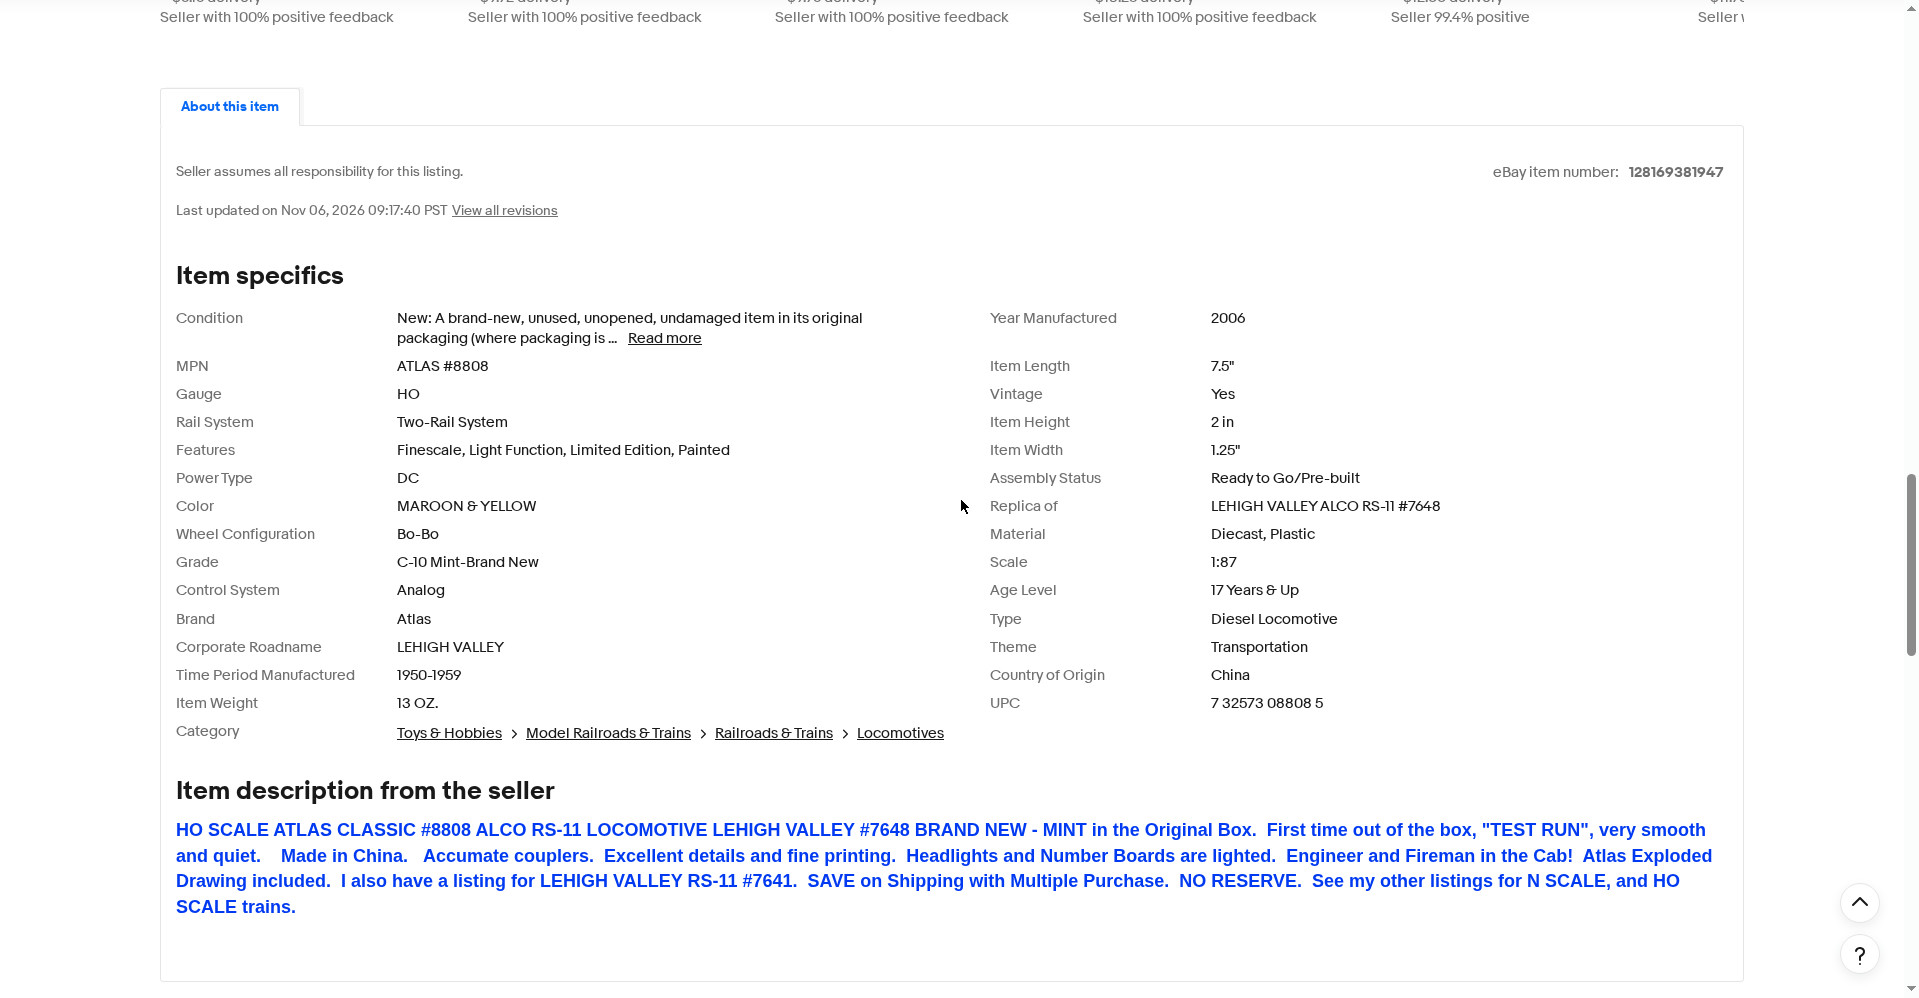 Seller with 100% positive feedback
Seller with 100% positive feedback
Seller with 100% positive feedback
Seller with 100% positive feedback
Seller 99.4% positive
Seller
About this item
Seller assumes all responsibility for this listing.
eBay item number: 128169381947
Last updated on Nov 06, 2026 09:17:40 PST View all revisions
Item specifics
Condition
New: A brand-new, unused, unopened, undamaged item in its original
packaging (where packaging is ... Read more
Year Manufactured
2006
MPN
ATLAS #8808
Item Length
7.5"
Gauge
HO
Vintage
Yes
Rail System
Two-Rail System
Item Height
2 in
Features
Finescale, Light Function, Limited Edition, Painted
Item Width
1.25"
Power Type
DC
Assembly Status
Ready to Go/Pre-built
Color
MAROON & YELLOW
Replica of
LEHIGH VALLEY ALCO RS-11 #7648
Wheel Configuration
Bo-Bo
Material
Diecast, Plastic
Grade
C-10 Mint-Brand New
Scale
1:87
Control System
Analog
Age Level
17 Years & Up
Brand
Atlas
Type
Diesel Locomotive
Corporate Roadname
LEHIGH VALLEY
Theme
Transportation
Time Period Manufactured
1950-1959
Country of Origin
China
Item Weight
13 OZ.
UPC
7 32573 08808 5
Category
Toys & Hobbies > Model Railroads & Trains > Railroads & Trains > Locomotives
Item description from the seller
HO SCALE ATLAS CLASSIC #8808 ALCO RS-11 LOCOMOTIVE LEHIGH VALLEY #7648 BRAND NEW - MINT in the Original Box. First time out of the box, "TEST RUN", very smooth
and quiet. Made in China. Accumate couplers. Excellent details and fine printing. Headlights and Number Boards are lighted. Engineer and Fireman in the Cab! Atlas Exploded
Drawing included. I also have a listing for LEHIGH VALLEY RS-11 #7641. SAVE on Shipping with Multiple Purchase. NO RESERVE. See my other listings for N SCALE, and HO
SCALE trains.
?